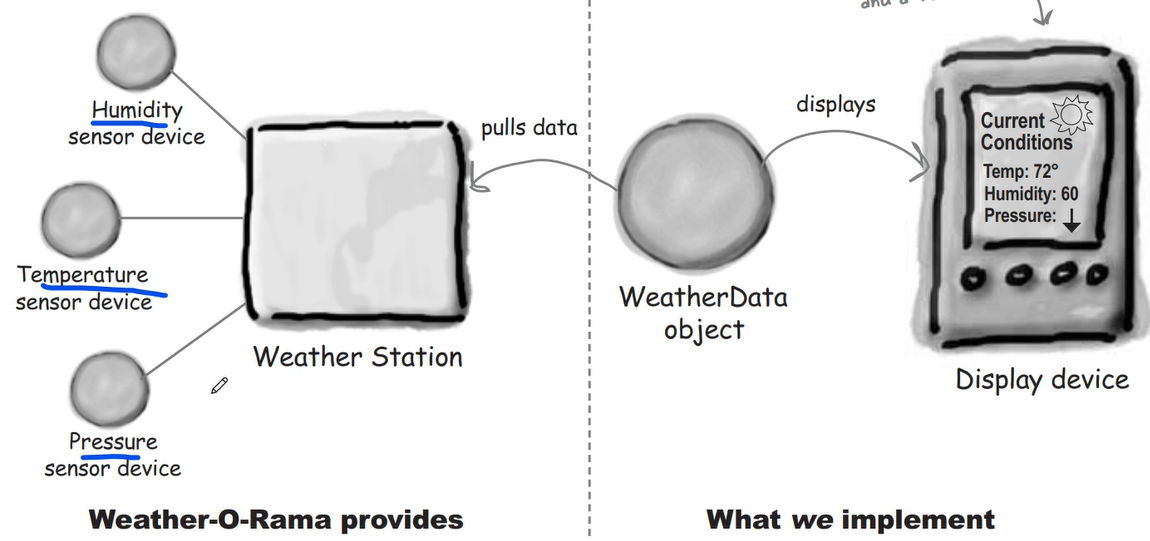 and a
Humidity
sensor device
Temperature
sensor device
Pressure
sensor device
Weather Station
pulls data
WeatherData
object
displays
Current
Conditions
Temp: 72°
Humidity: 60
Pressure:
Display device
Weather-O-Rama provides
What we implement